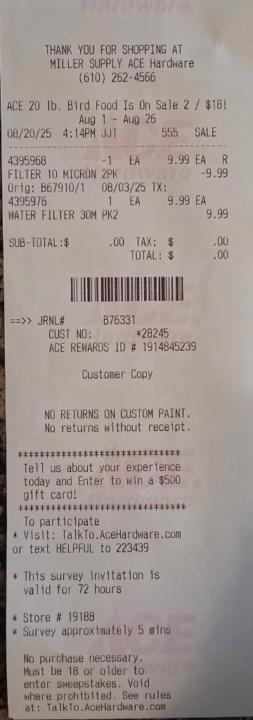 THANK YOU FOR SHOPPING AT
MILLER SUPPLY ACE Hardware
(610) 262-4566
ACE 20 lb. Bird Food Is On Sale 2 / $18!
Aug 1 - Aug 26
08/20/25 4:14PM JJT 555 SALE
4395968 -1 EA 9.99 EA R
FILTER 10 MICRON 2PK -9.99
Orig: B67910/1 08/03/25 TX:
4395976 1 EA 9.99 EA
WATER FILTER 30M PK2 9.99
SUB-TOTAL:$ .00 TAX: $ .00
TOTAL: $ .00
==>> JRNL# B76331
CUST NO: *28245
ACE REWARDS ID # 1914845239
Customer Copy
NO RETURNS ON CUSTOM PAINT.
No returns without receipt.
*******************************
Tell us about your experience
today and Enter to win a $500
gift card!
*******************************
To participate
* Visit: TalkTo.AceHardware.com
or text HELPFUL to 223439
* This survey invitation is
valid for 72 hours
* Store # 19188
* Survey approximately 5 mins
No purchase necessary.
Must be 18 or older to
enter sweepstakes. Void
where prohibited. See rules
at: TalkTo.AceHardware.com